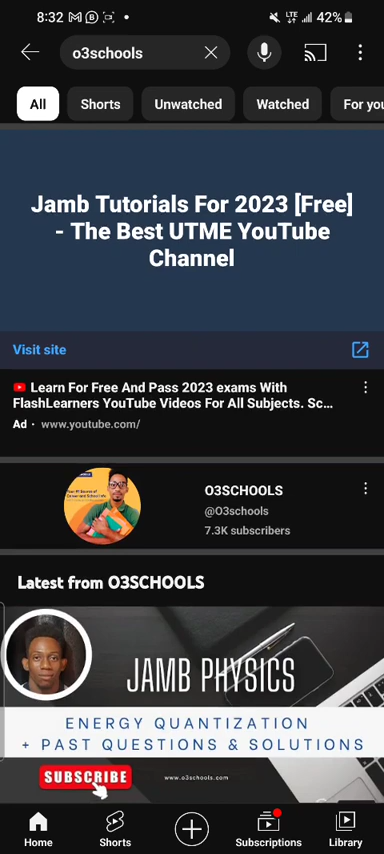 8:32
LTE 42%
o3schools
All Shorts Unwatched Watched For you
Jamb Tutorials For 2023 [Free]
- The Best UTME YouTube
Channel
Visit site
Learn For Free And Pass 2023 exams With
FlashLearners YouTube Videos For All Subjects. Sc...
Ad · www.youtube.com/
O3SCHOOLS
@O3schools
7.3K subscribers
Latest from O3SCHOOLS
JAMB PHYSICS
ENERGY QUANTIZATION
+ PAST QUESTIONS & SOLUTIONS
SUBSCRIBE
www.o3schools.com
Home Shorts Subscriptions Library